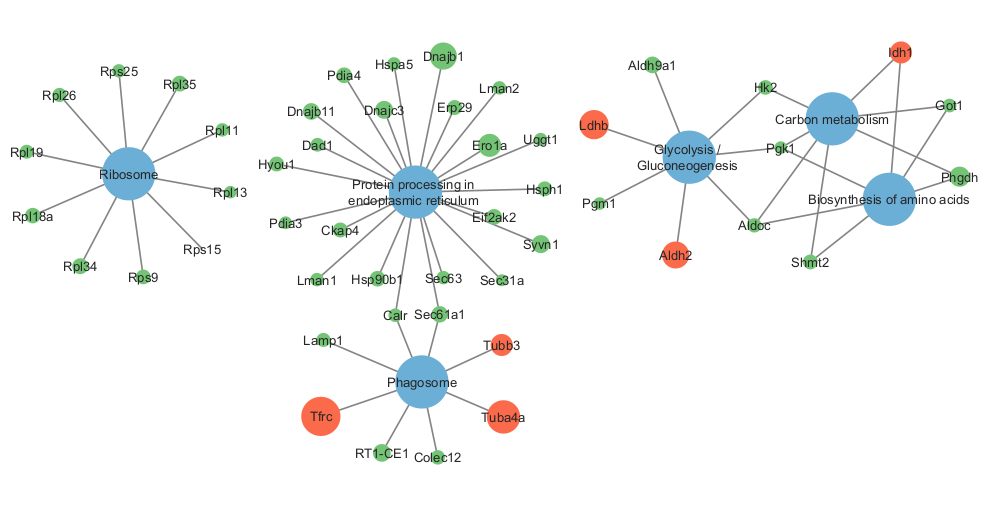 Rps25
Rpl35
Rpl26
Rpl11
Rpl19
Ribosome
Rpl13
Rpl18a
Rps15
Rpl34
Rps9
Dnajb1
Hspa5
Pdia4
Lman2
Dnajb11
Dnajc3
Erp29
Dad1
Ero1a
Uggt1
Hyou1
Protein processing in
endoplasmic reticulum
Hsph1
Pdia3
Ckap4
Eif2ak2
Syvn1
Lman1
Hsp90b1
Sec63
Sec31a
Calr
Sec61a1
Lamp1
Tubb3
Phagosome
Tfrc
Tuba4a
RT1-CE1
Colec12
Idh1
Aldh9a1
Hk2
Got1
Ldhb
Carbon metabolism
Glycolysis /
Gluconeogenesis
Pgk1
Phgdh
Pgm1
Biosynthesis of amino acids
Aldoc
Aldh2
Shmt2